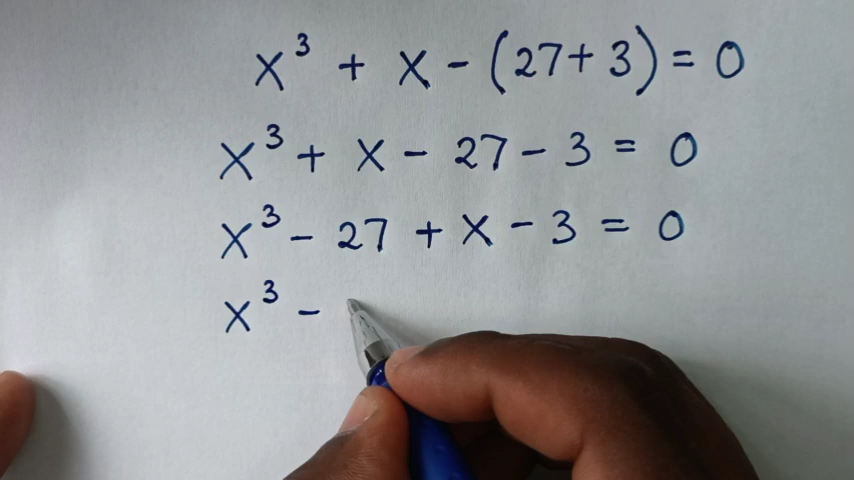 x³ + x - (27+3) = 0
x³ + x - 27 - 3 = 0
x³ - 27 + x - 3 = 0
x³ -